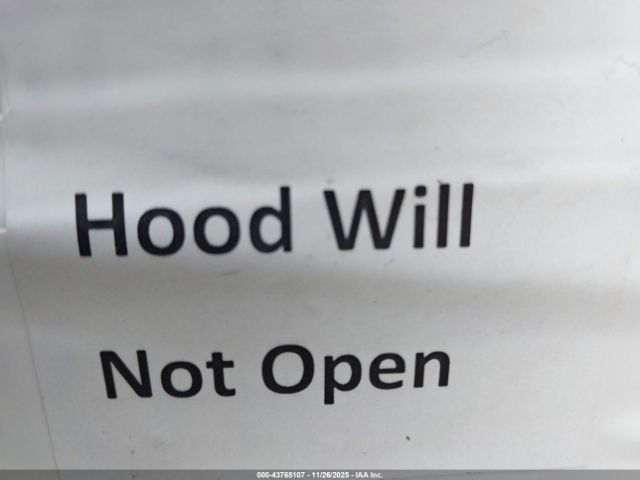 Hood Will
Not Open
000-43765107 - 11/26/2025 - IAA Inc.